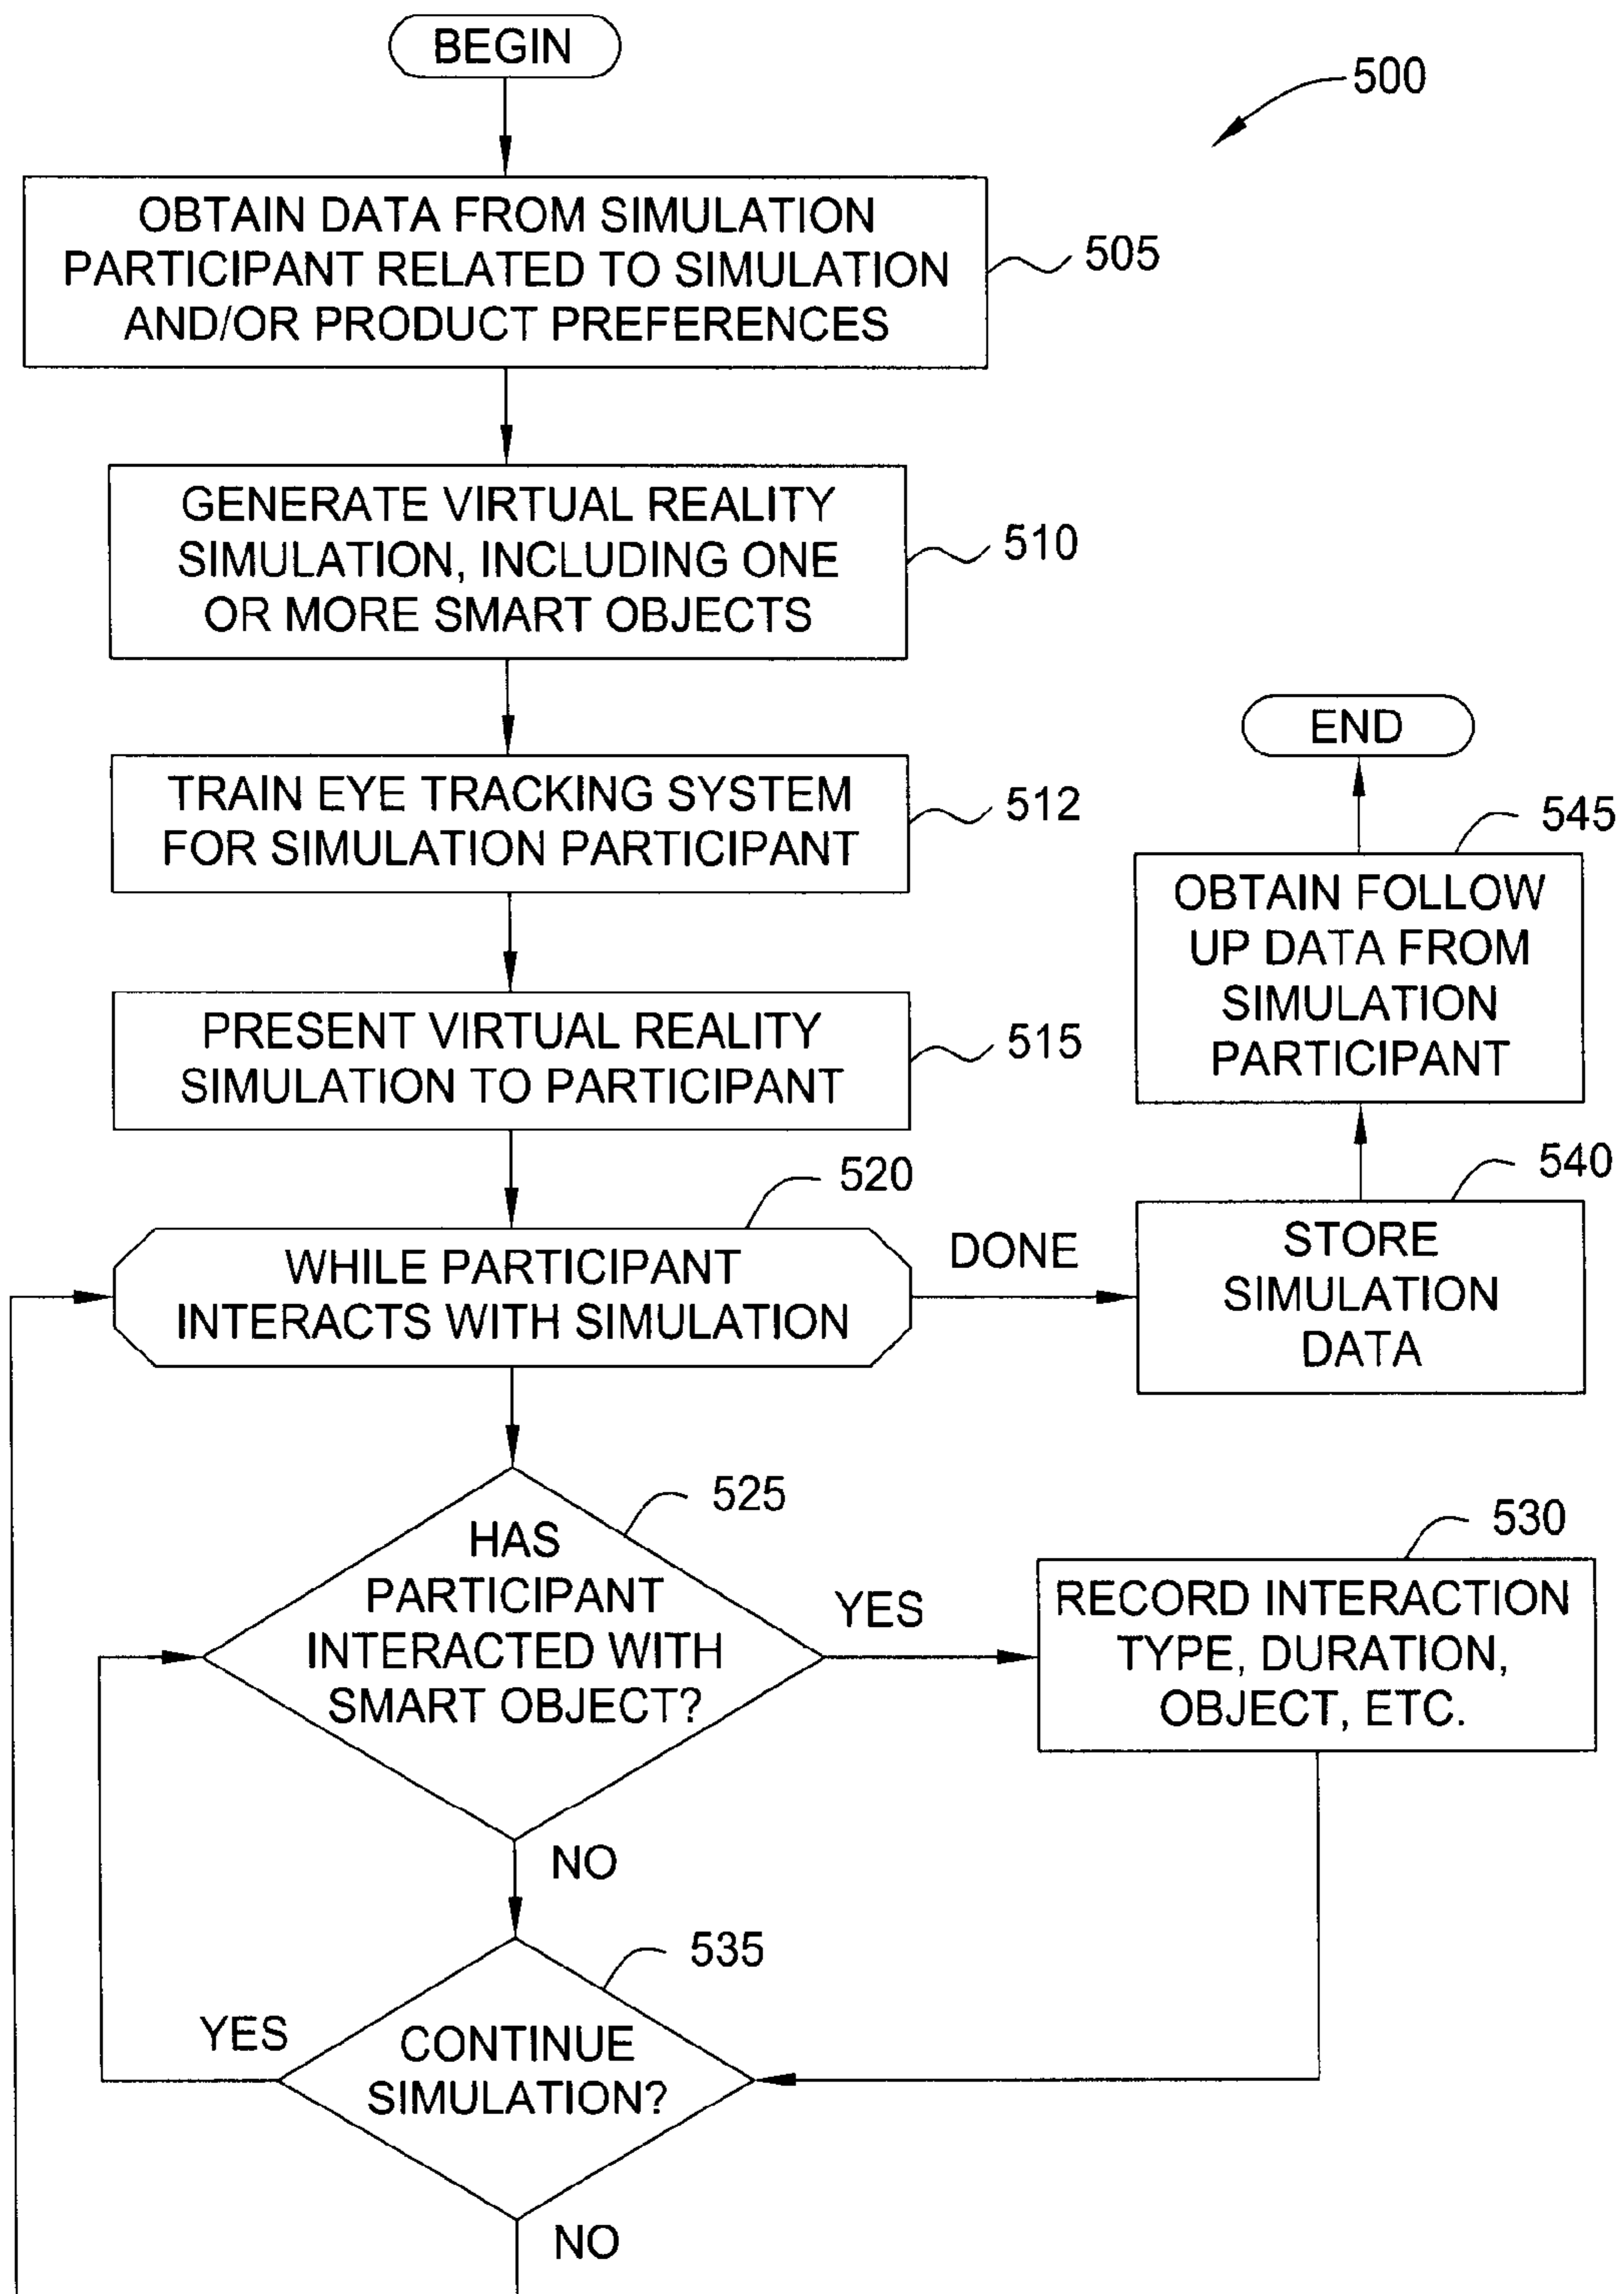 BEGIN
500
OBTAIN DATA FROM SIMULATION
PARTICIPANT RELATED TO SIMULATION
AND/OR PRODUCT PREFERENCES
505
GENERATE VIRTUAL REALITY
SIMULATION, INCLUDING ONE
OR MORE SMART OBJECTS
510
TRAIN EYE TRACKING SYSTEM
FOR SIMULATION PARTICIPANT
512
PRESENT VIRTUAL REALITY
SIMULATION TO PARTICIPANT
515
WHILE PARTICIPANT
INTERACTS WITH SIMULATION
520
DONE
STORE
SIMULATION
DATA
540
OBTAIN FOLLOW
UP DATA FROM
SIMULATION
PARTICIPANT
545
END
HAS
PARTICIPANT
INTERACTED WITH
SMART OBJECT?
525
YES
RECORD INTERACTION
TYPE, DURATION,
OBJECT, ETC.
530
NO
CONTINUE
SIMULATION?
535
YES
NO